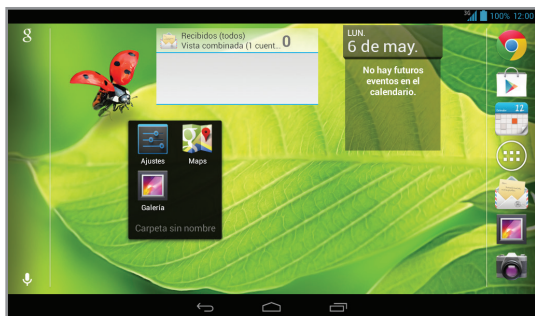 3G 100% 12:00
g
Recibidos (todos)
Vista combinada (1 cuent... 0
LUN.
6 de may.
No hay futuros
eventos en el
calendario.
12
Ajustes
Maps
Galería
Carpeta sin nombre